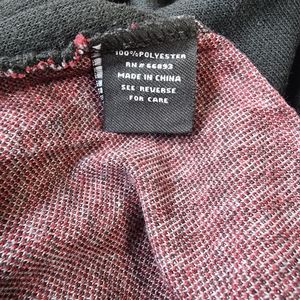 100%POLYESTER
RN#66893
MADE IN CHINA
SEE REVERSE
FOR CARE